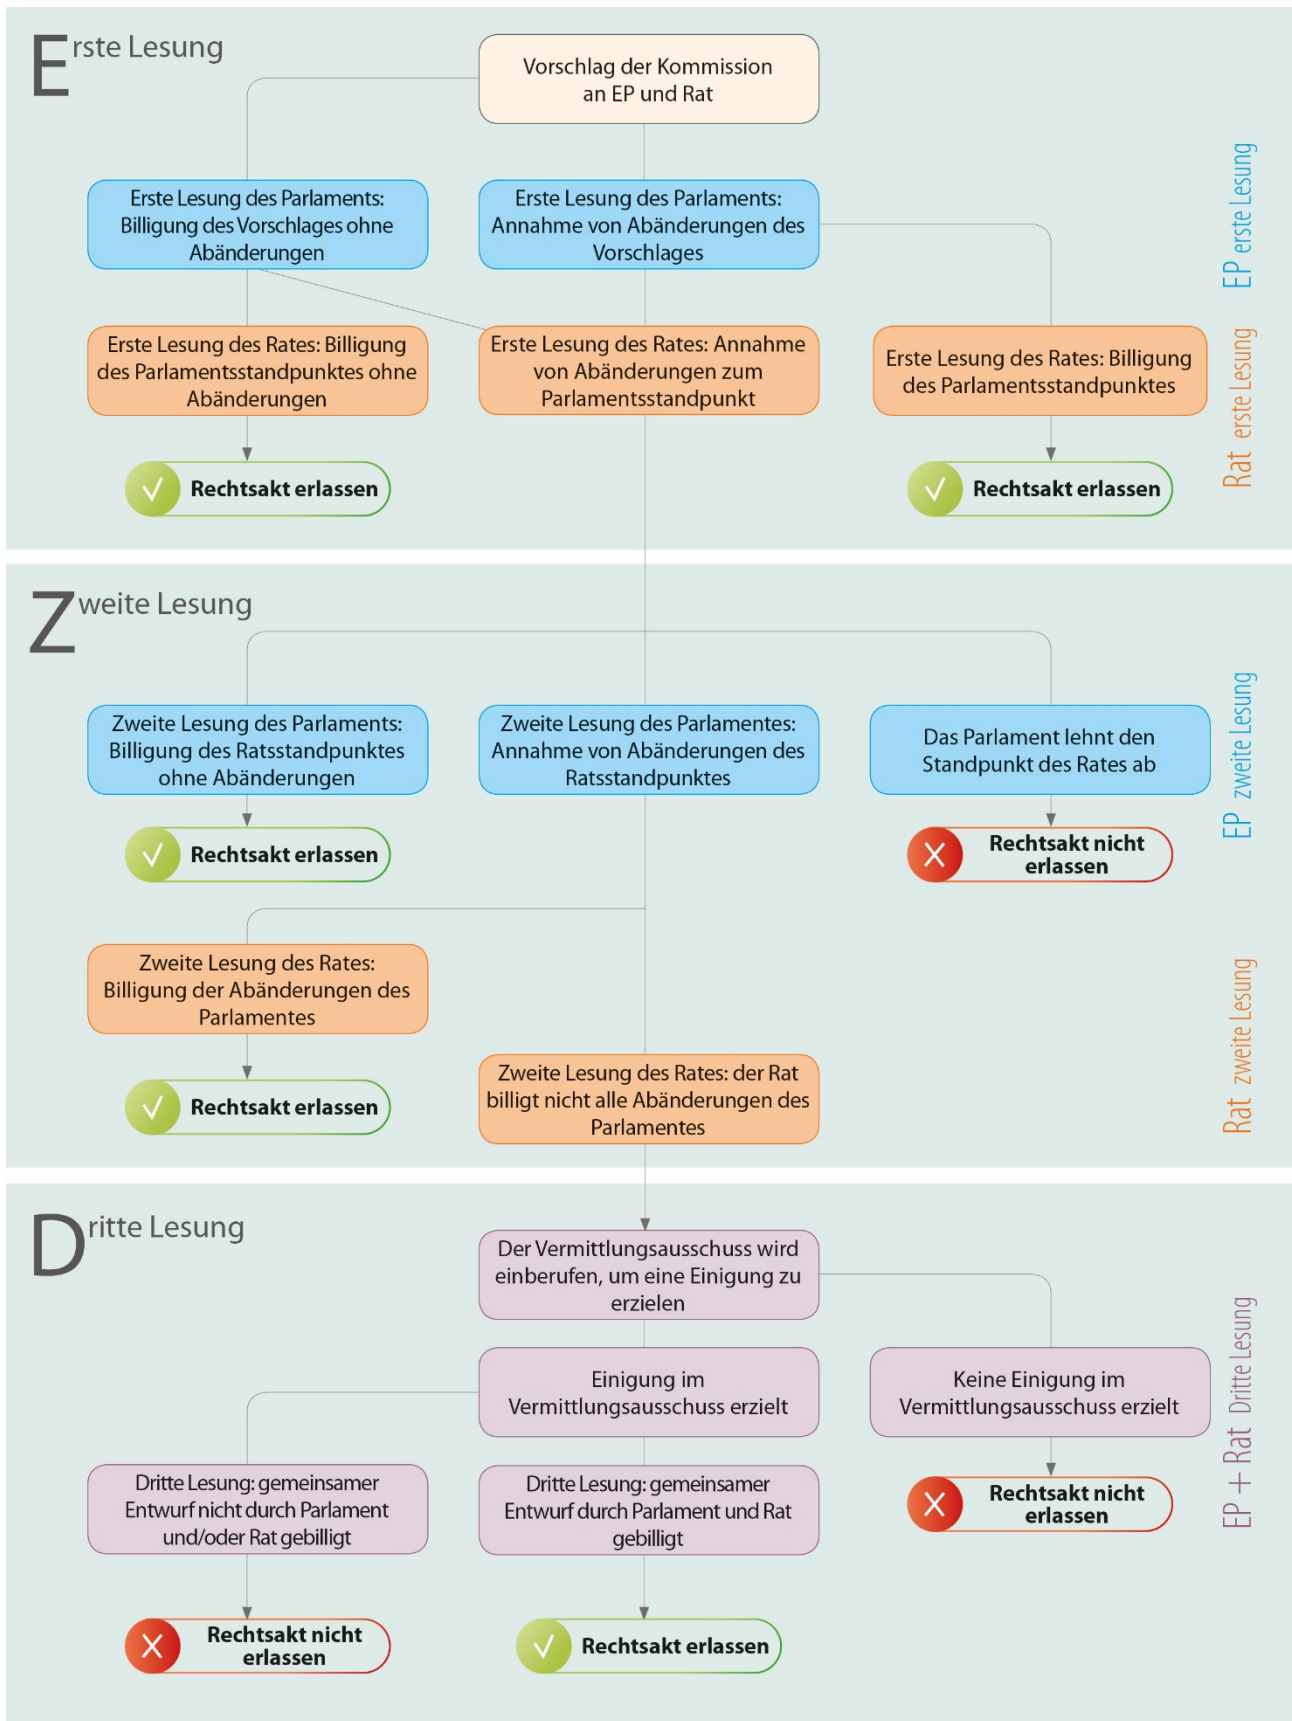 Erste Lesung
Vorschlag der Kommission
an EP und Rat
Erste Lesung des Parlaments:
Billigung des Vorschlages ohne
Abänderungen
Erste Lesung des Parlaments:
Annahme von Abänderungen des
Vorschlages
EP erste Lesung
Erste Lesung des Rates: Billigung
des Parlamentsstandpunktes ohne
Abänderungen
Erste Lesung des Rates: Annahme
von Abänderungen zum
Parlamentsstandpunkt
Erste Lesung des Rates: Billigung
des Parlamentsstandpunktes
Rat erste Lesung
Rechtsakt erlassen
Rechtsakt erlassen
Zweite Lesung
Zweite Lesung des Parlaments:
Billigung des Ratsstandpunktes
ohne Abänderungen
Zweite Lesung des Parlamentes:
Annahme von Abänderungen des
Ratsstandpunktes
Das Parlament lehnt den
Standpunkt des Rates ab
EP zweite Lesung
Rechtsakt erlassen
Rechtsakt nicht
erlassen
Zweite Lesung des Rates:
Billigung der Abänderungen des
Parlamentes
Rechtsakt erlassen
Zweite Lesung des Rates: der Rat
billigt nicht alle Abänderungen des
Parlamentes
Rat zweite Lesung
Dritte Lesung
Der Vermittlungsausschuss wird
einberufen, um eine Einigung zu
erzielen
Einigung im
Vermittlungsausschuss erzielt
Keine Einigung im
Vermittlungsausschuss erzielt
EP + Rat Dritte Lesung
Dritte Lesung: gemeinsamer
Entwurf nicht durch Parlament
und/oder Rat gebilligt
Dritte Lesung: gemeinsamer
Entwurf durch Parlament und Rat
gebilligt
Rechtsakt nicht
erlassen
Rechtsakt nicht
erlassen
Rechtsakt erlassen